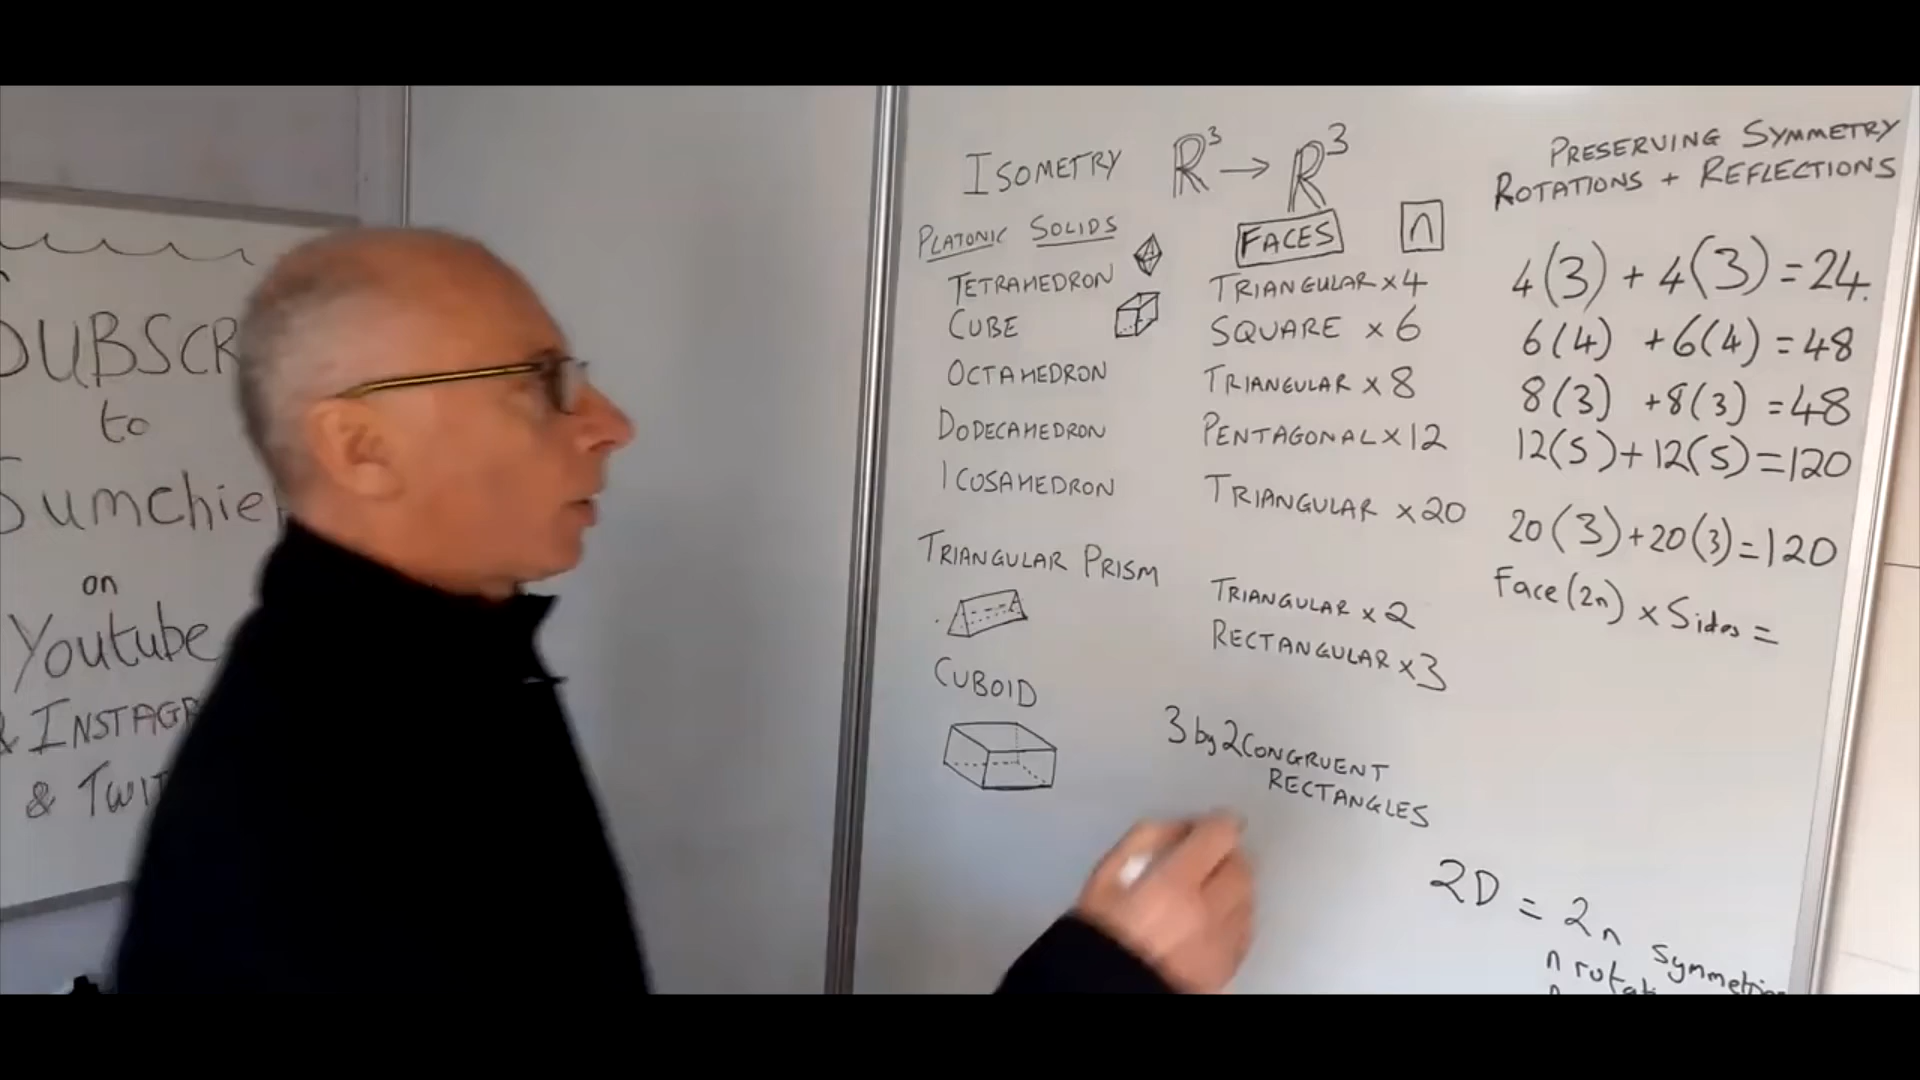 SUBSCR
to
Sumchie
on
Youtube
& INSTAGR
& TWIT
ISOMETRY R³ → R³
PLATONIC SOLIDS
FACES
n
PRESERVING SYMMETRY
ROTATIONS + REFLECTIONS
TETRAHEDRON TRIANGULAR × 4 4(3) + 4(3) = 24.
CUBE SQUARE × 6 6(4) + 6(4) = 48
OCTAHEDRON TRIANGULAR × 8 8(3) + 8(3) = 48
DODECAHEDRON PENTAGONAL × 12 12(5) + 12(5) = 120
ICOSAHEDRON TRIANGULAR × 20 20(3) + 20(3) = 120
Face(2n) × Sides =
TRIANGULAR PRISM
TRIANGULAR × 2
RECTANGULAR × 3
CUBOID
3 by 2 CONGRUENT
RECTANGLES
2D = 2n symmetries
n rotati